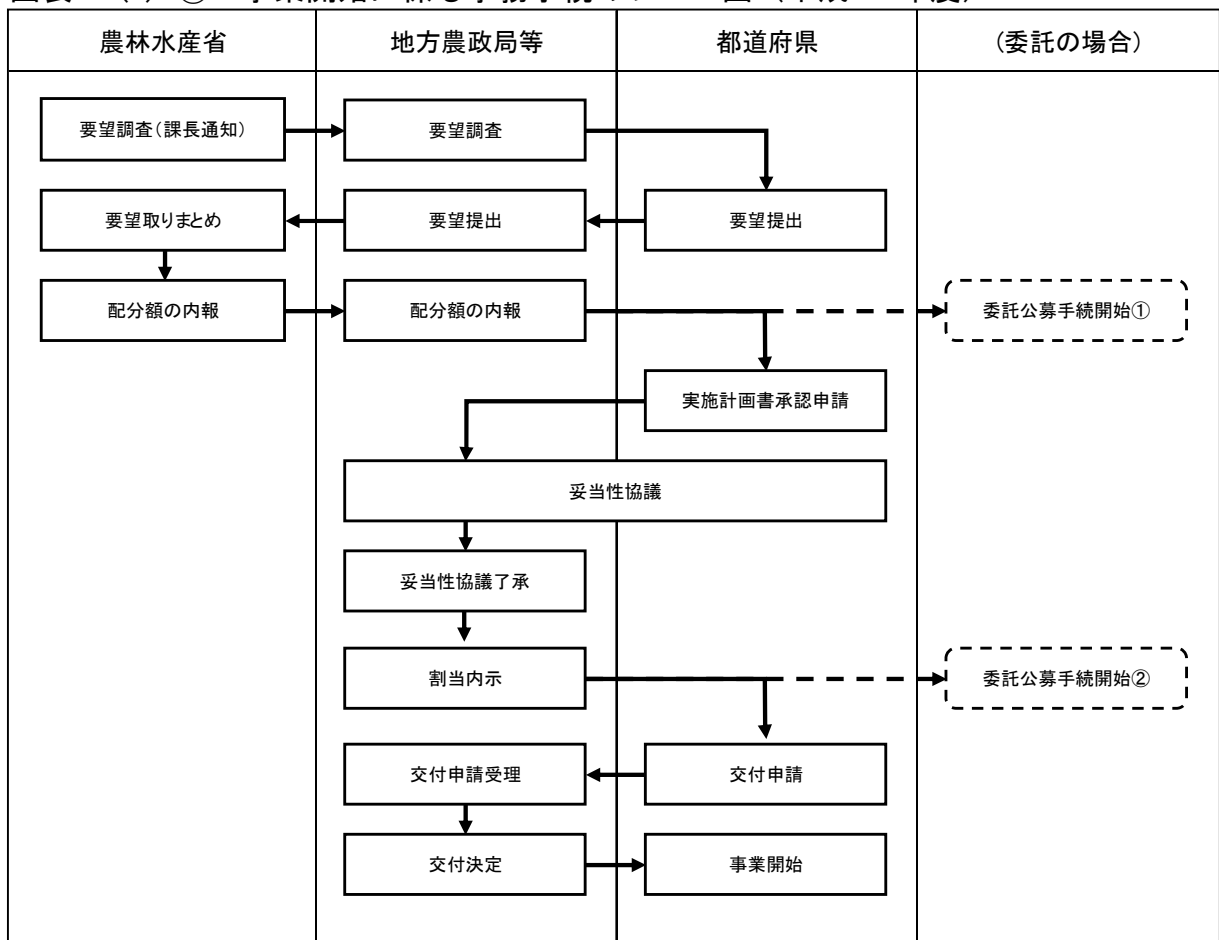 農林水産省
地方農政局等
都道府県
(委託の場合)
要望調査(課長通知)
要望調査
要望取りまとめ
要望提出
要望提出
配分額の内報
配分額の内報
委託公募手続開始①
実施計画書承認申請
妥当性協議
妥当性協議了承
割当内示
委託公募手続開始②
交付申請受理
交付申請
交付決定
事業開始